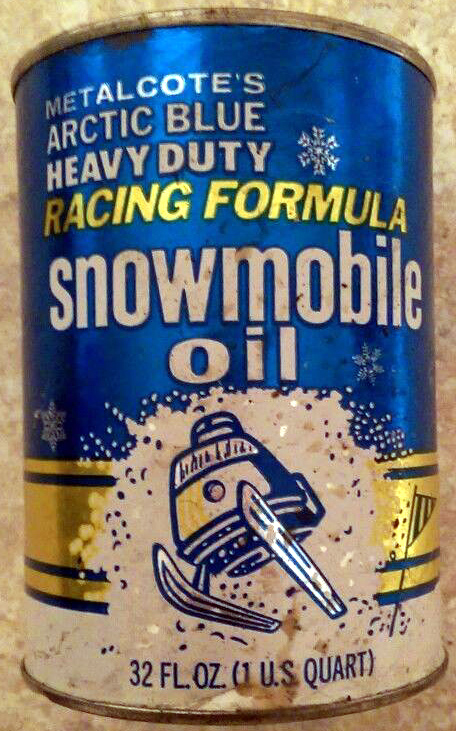 METALCOTE'S
ARCTIC BLUE
HEAVY DUTY
RACING FORMULA
snowmobile
oil
32 FL. OZ. (1 U.S QUART)